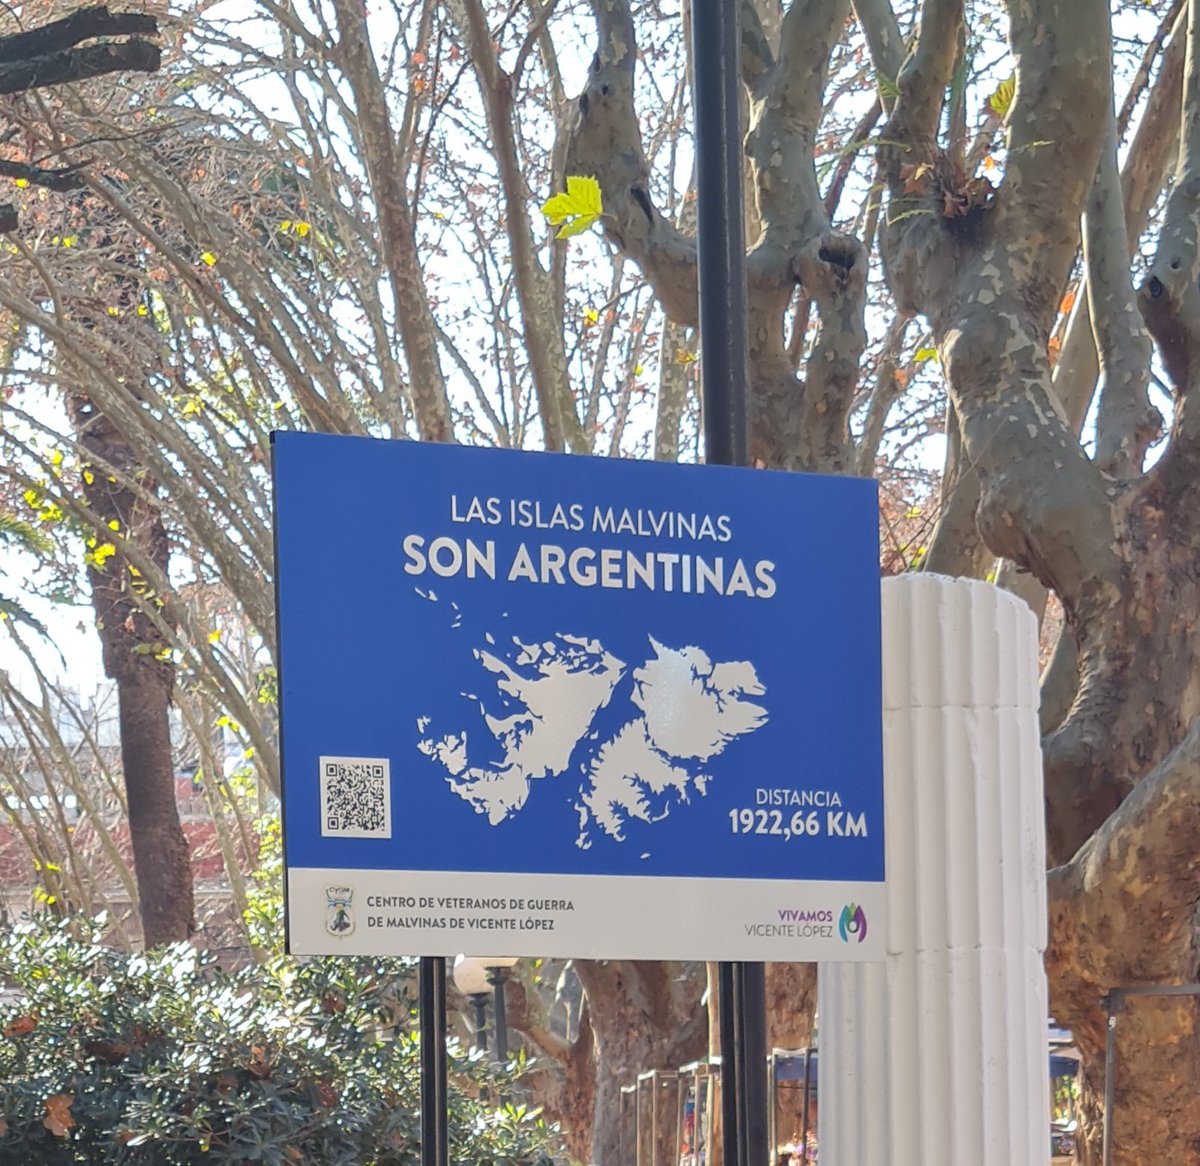 LAS ISLAS MALVINAS
SON ARGENTINAS
DISTANCIA
1922,66 KM
CVGM
CENTRO DE VETERANOS DE GUERRA
DE MALVINAS DE VICENTE LÓPEZ
VIVAMOS
VICENTE LÓPEZ